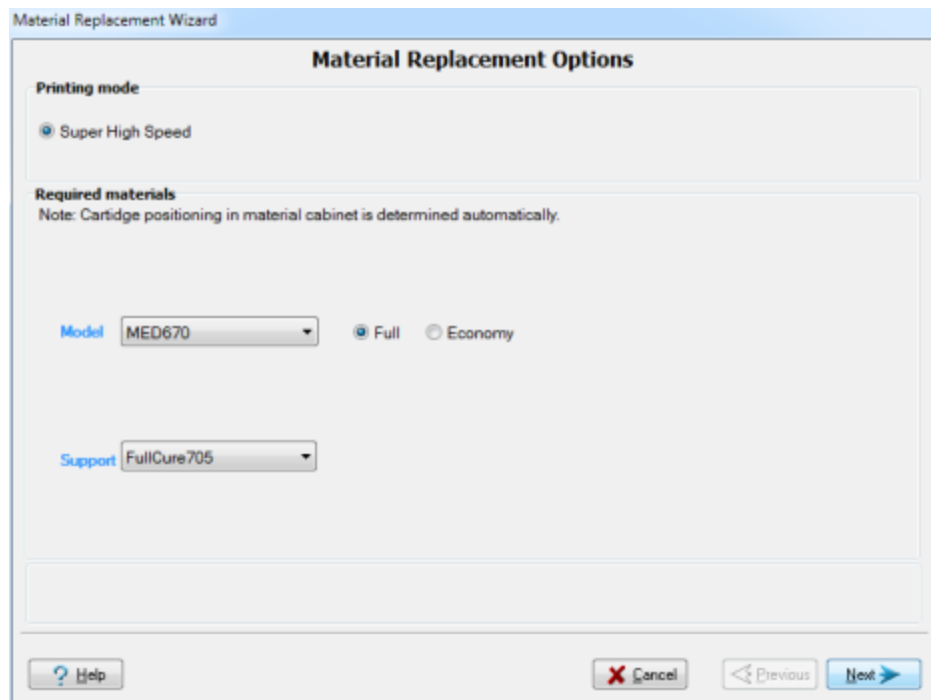 Material Replacement Wizard
Material Replacement Options
Printing mode
Super High Speed
Required materials
Note: Cartidge positioning in material cabinet is determined automatically.
Model MED670 Full Economy
Support FullCure705
? Help Cancel Previous Next